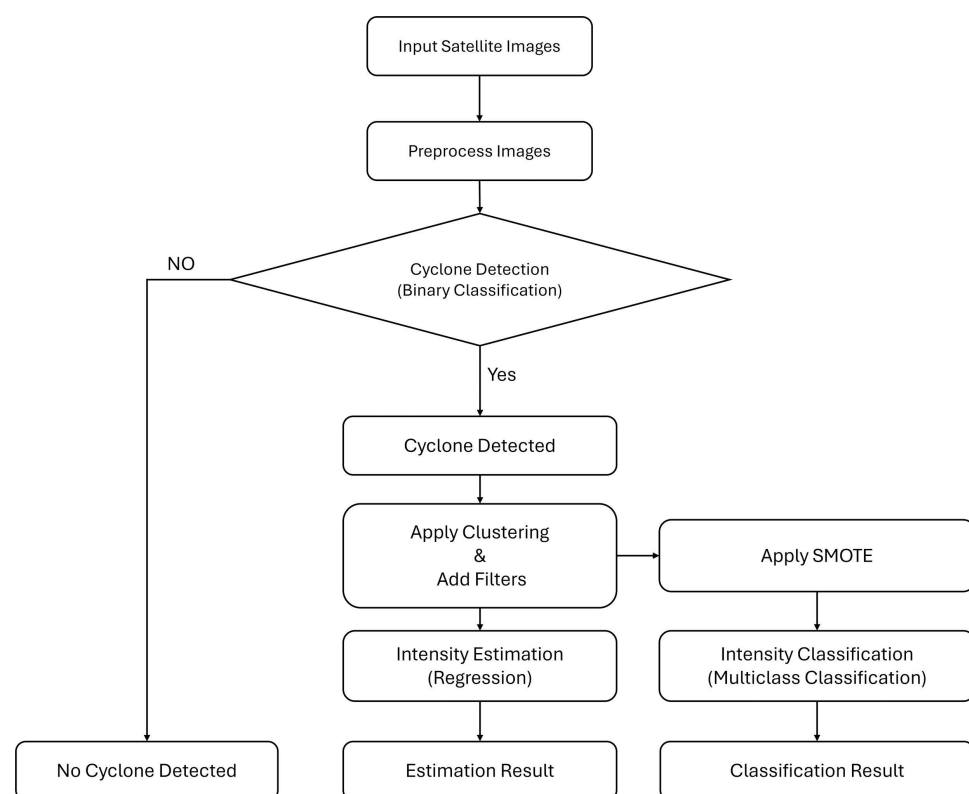 Input Satellite Images
Preprocess Images
NO
Cyclone Detection
(Binary Classification)
Yes
Cyclone Detected
Apply Clustering
&
Add Filters
Apply SMOTE
Intensity Estimation
(Regression)
Intensity Classification
(Multiclass Classification)
No Cyclone Detected
Estimation Result
Classification Result